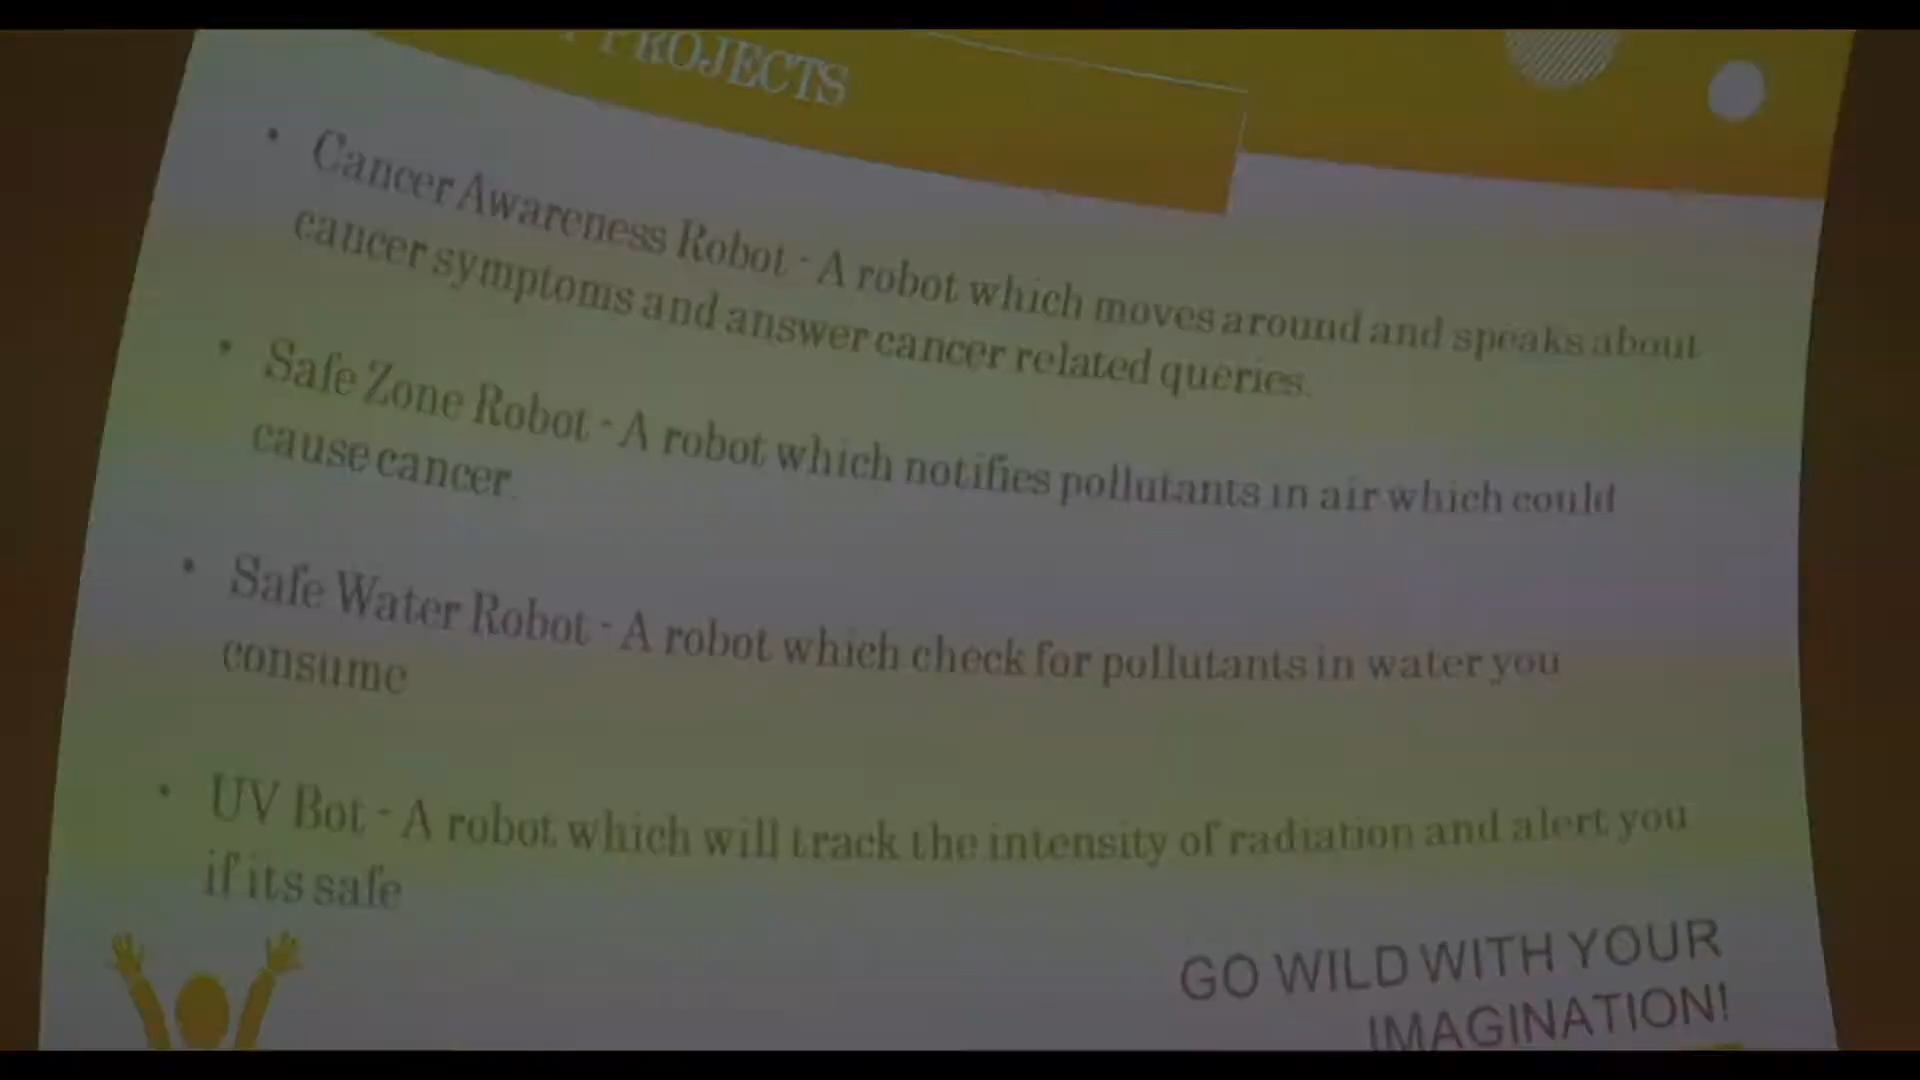 PROJECTS
• Cancer Awareness Robot - A robot which moves around and speaks about
cancer symptoms and answer cancer related queries.
• Safe Zone Robot - A robot which notifies pollutants in air which could
cause cancer.
• Safe Water Robot - A robot which check for pollutants in water you
consume
• UV Bot - A robot which will track the intensity of radiation and alert you
if its safe
GO WILD WITH YOUR
IMAGINATION!